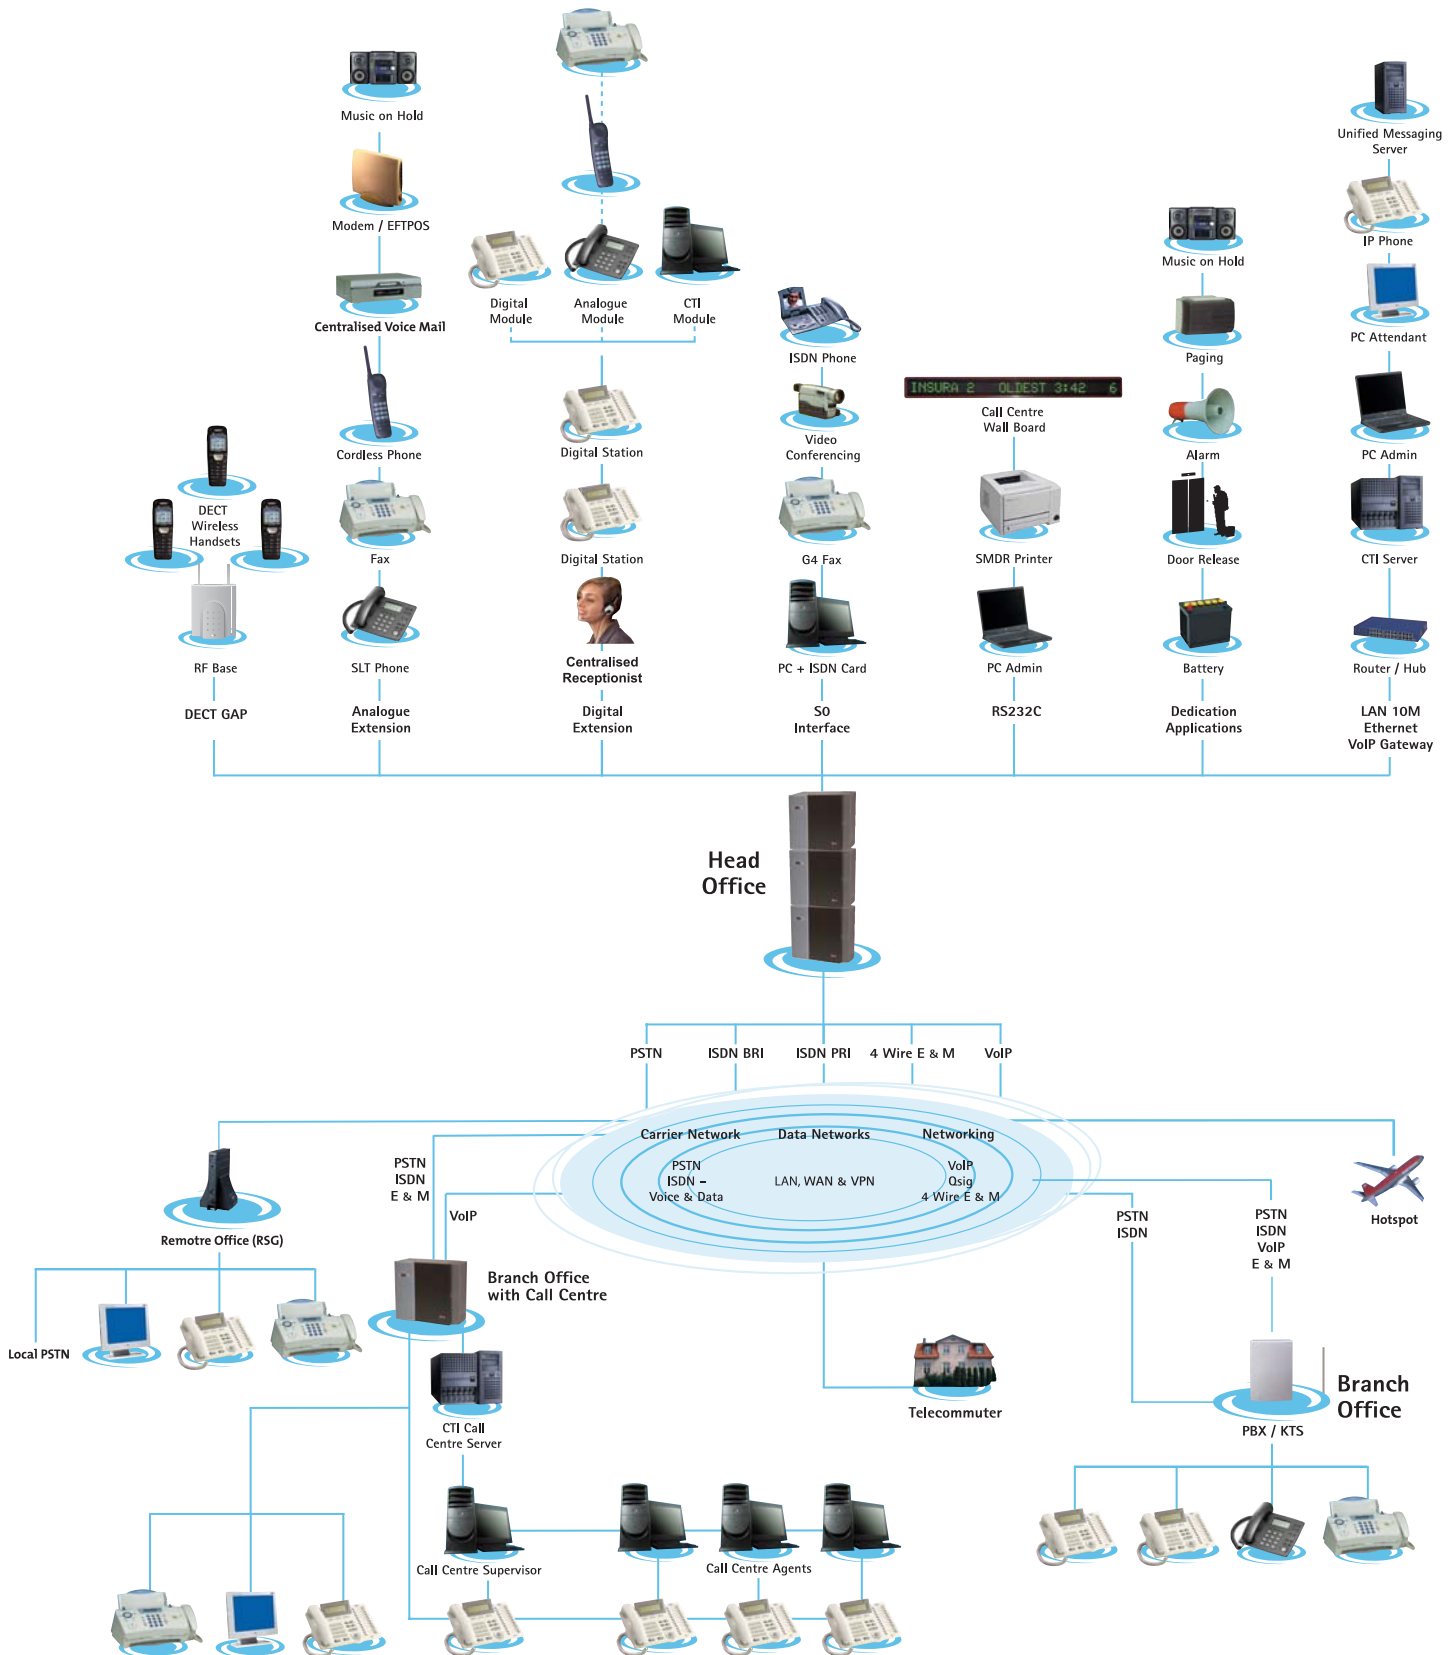 Music on Hold
Modem / EFTPOS
Centralised Voice Mail
Cordless Phone
Fax
SLT Phone
Analogue
Extension
DECT
Wireless
Handsets
RF Base
DECT GAP
Digital
Module
Analogue
Module
CTI
Module
Digital Station
Digital Station
Centralised
Receptionist
Digital
Extension
ISDN Phone
Video
Conferencing
G4 Fax
PC + ISDN Card
S0
Interface
INSURA 2 OLDEST 3:42 6
Call Centre
Wall Board
SMDR Printer
PC Admin
RS232C
Music on Hold
Paging
Alarm
Door Release
Battery
Dedication
Applications
Unified Messaging
Server
IP Phone
PC Attendant
PC Admin
CTI Server
Router / Hub
LAN 10M
Ethernet
VoIP Gateway
Head
Office
PSTN
ISDN BRI
ISDN PRI
4 Wire E & M
VoIP
Carrier Network
Data Networks
Networking
PSTN
ISDN –
Voice & Data
LAN, WAN & VPN
VoIP
Qsig
4 Wire E & M
PSTN
ISDN
E & M
VoIP
PSTN
ISDN
PSTN
ISDN
VoIP
E & M
Hotspot
Remotre Office (RSG)
Local PSTN
Branch Office
with Call Centre
CTI Call
Centre Server
Call Centre Supervisor
Call Centre Agents
Telecommuter
Branch
Office
PBX / KTS